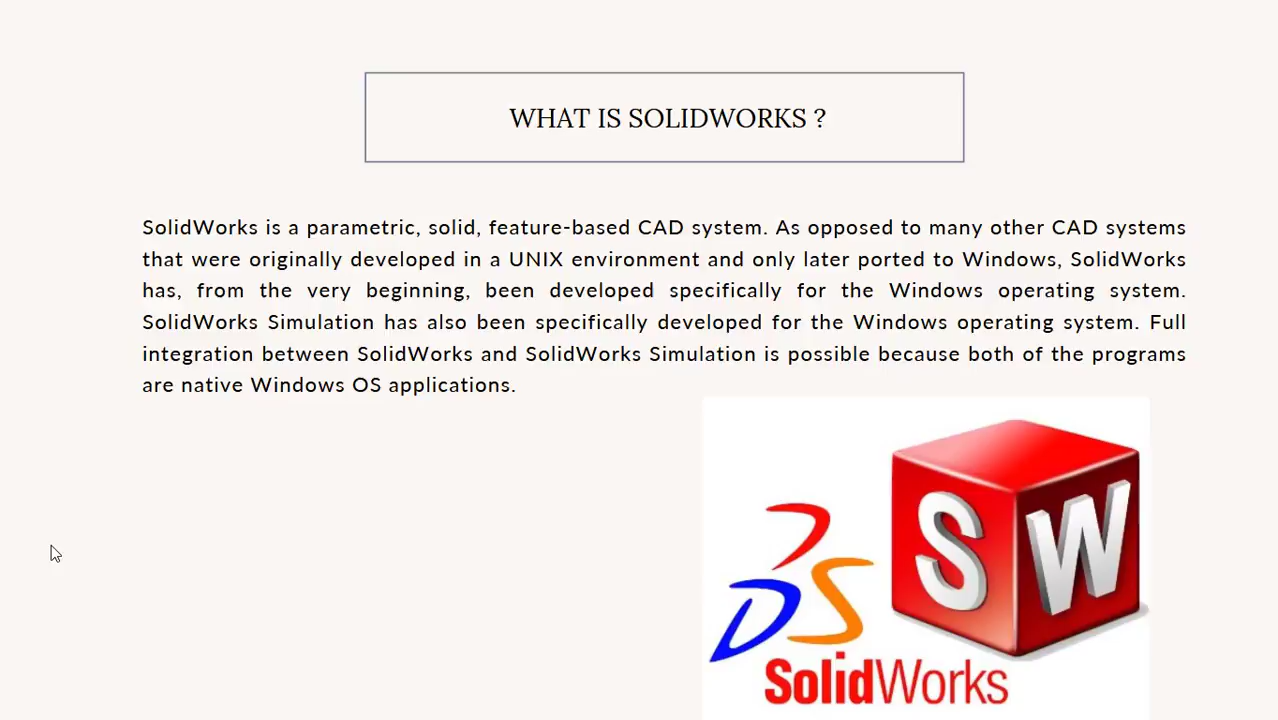 WHAT IS SOLIDWORKS ?
SolidWorks is a parametric, solid, feature-based CAD system. As opposed to many other CAD systems
that were originally developed in a UNIX environment and only later ported to Windows, SolidWorks
has, from the very beginning, been developed specifically for the Windows operating system.
SolidWorks Simulation has also been specifically developed for the Windows operating system. Full
integration between SolidWorks and SolidWorks Simulation is possible because both of the programs
are native Windows OS applications.
SW
DS
SolidWorks